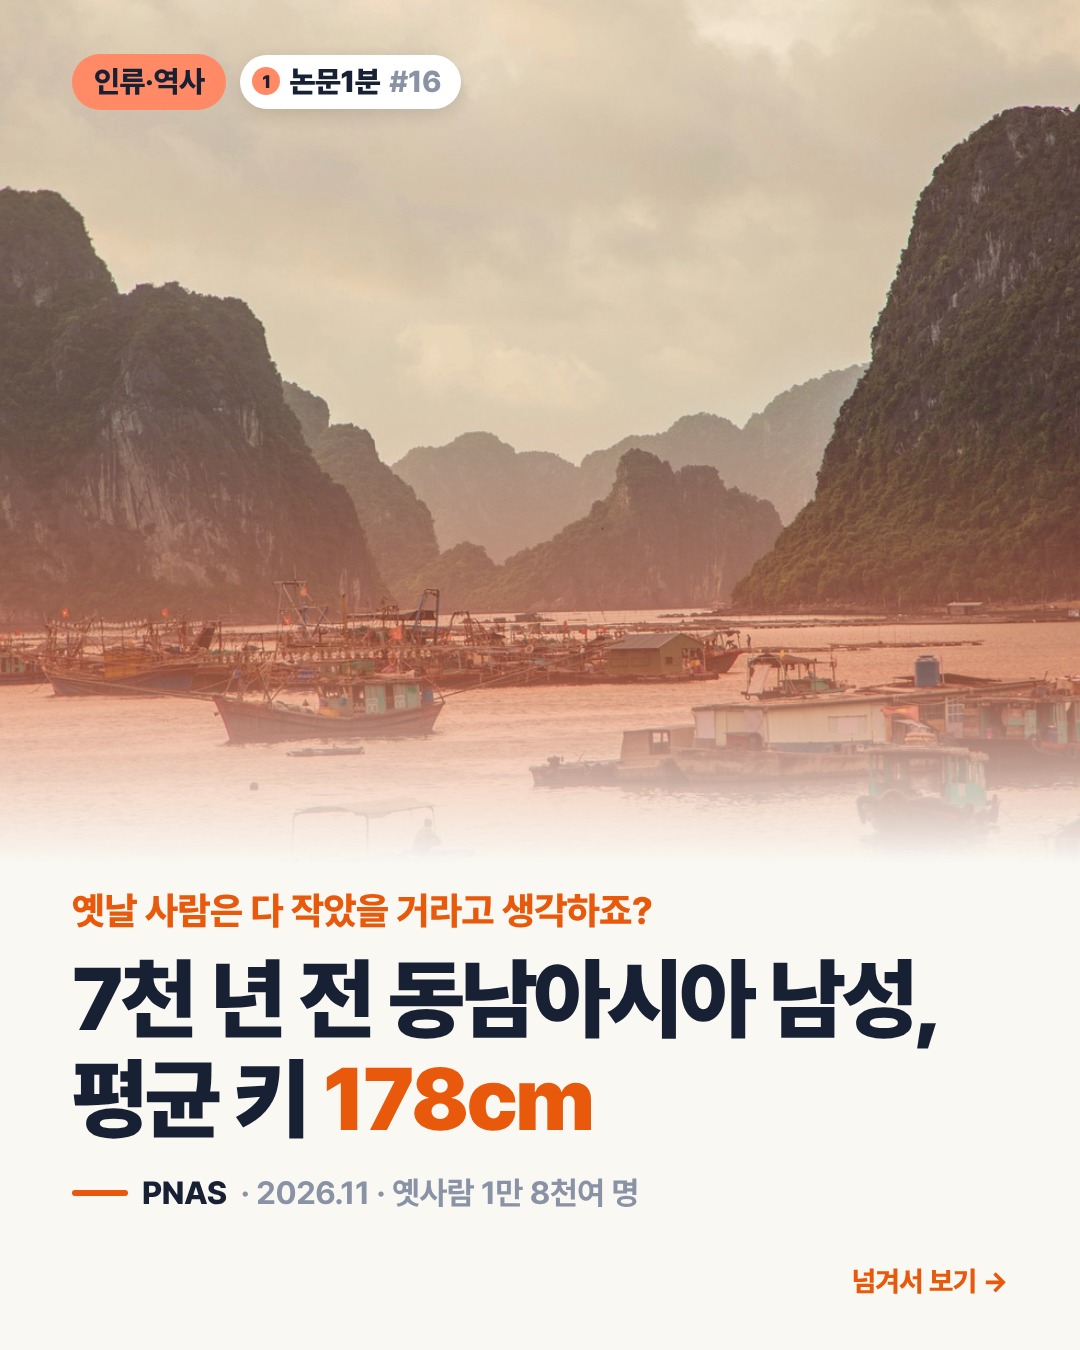 인류·역사
1 논문1분 #16
옛날 사람은 다 작았을 거라고 생각하죠?
7천 년 전 동남아시아 남성,
평균 키 178cm
PNAS · 2026.11 · 옛사람 1만 8천여 명
넘겨서 보기 →